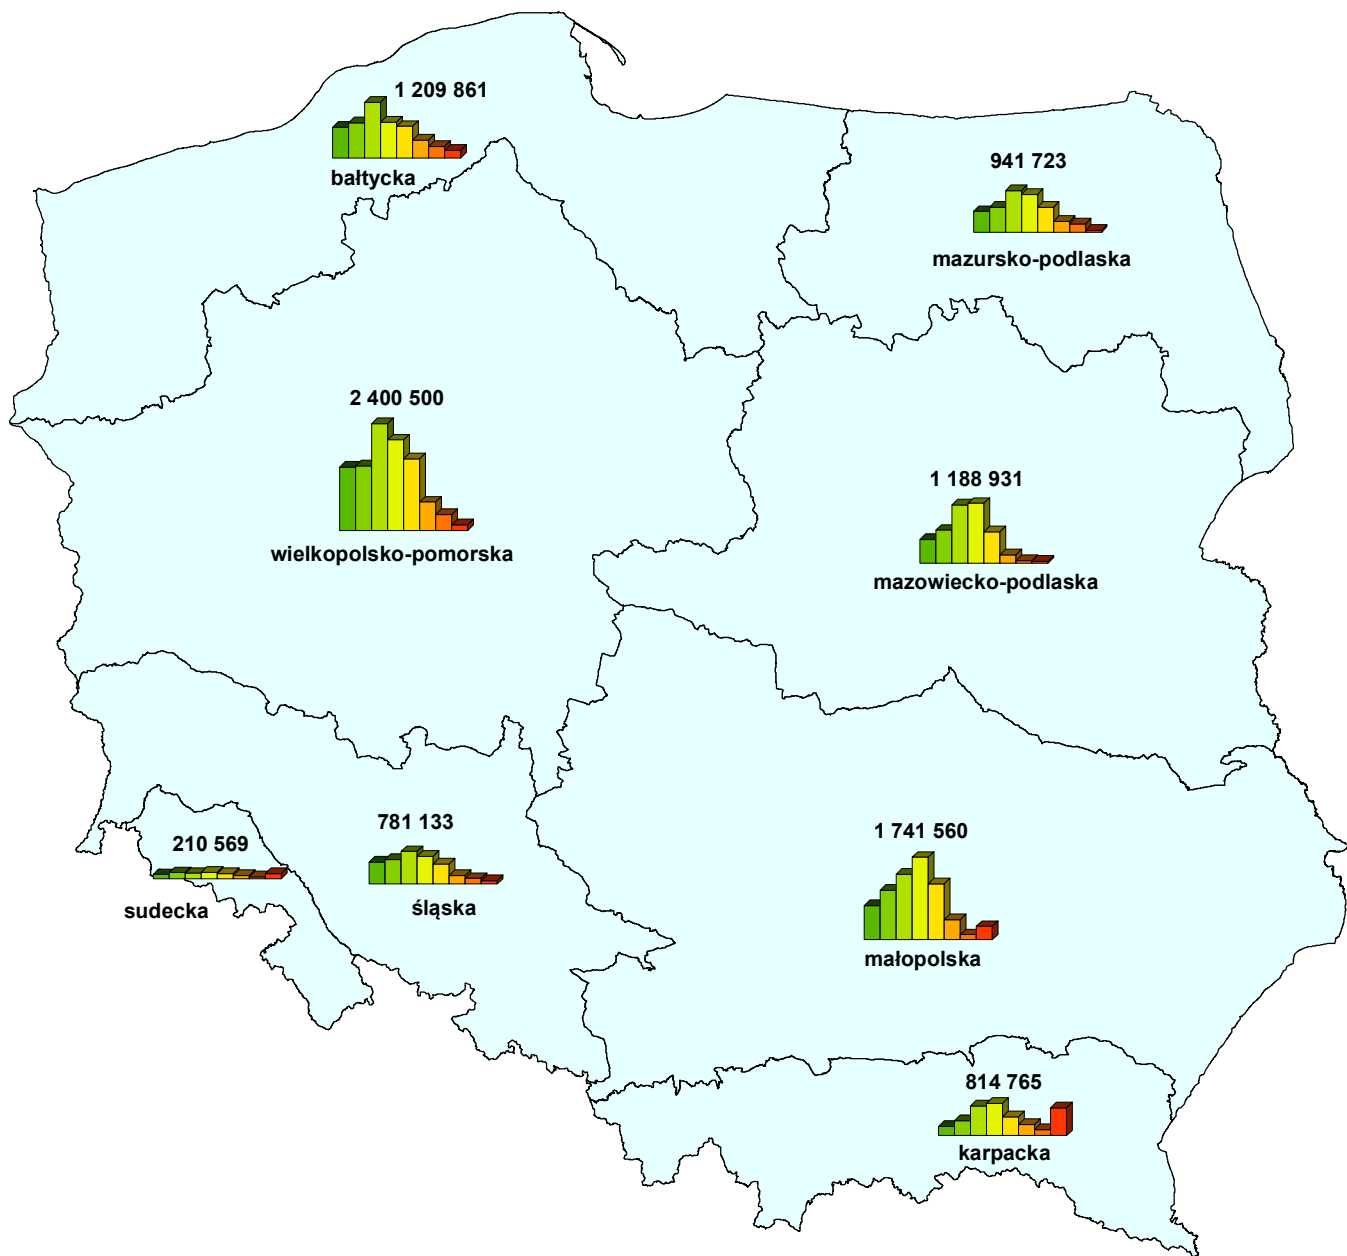 1 209 861
bałtycka
941 723
mazursko-podlaska
2 400 500
wielkopolsko-pomorska
1 188 931
mazowiecko-podlaska
781 133
śląska
210 569
sudecka
1 741 560
małopolska
814 765
karpacka